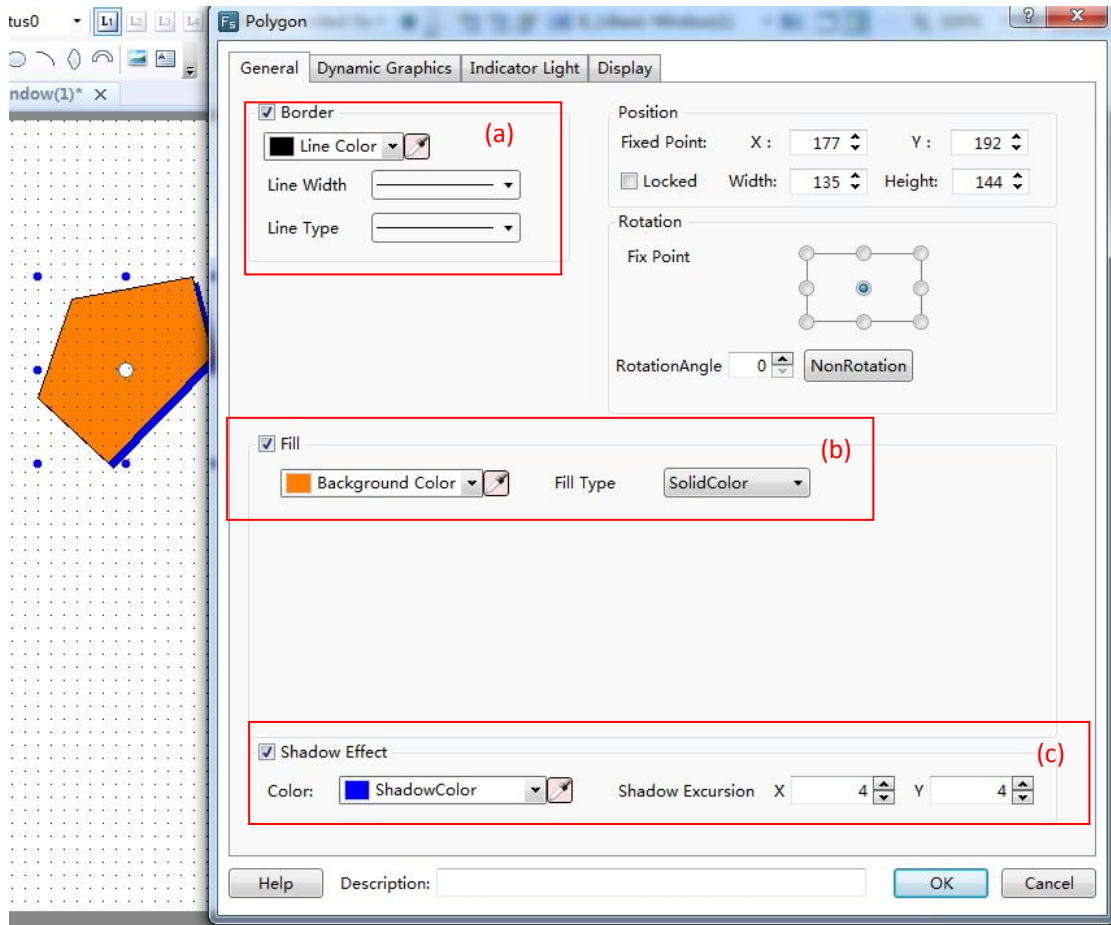 tus0 L1 L2 L3 L4
ndow(1)* X
Fs Polygon
? X
General Dynamic Graphics Indicator Light Display
Border
(a)
Line Color
Line Width
Line Type
Position
Fixed Point: X : 177 Y : 192
Locked Width: 135 Height: 144
Rotation
Fix Point
RotationAngle 0 NonRotation
Fill
(b)
Background Color Fill Type SolidColor
Shadow Effect
(c)
Color: ShadowColor Shadow Excursion X 4 Y 4
Help Description: OK Cancel